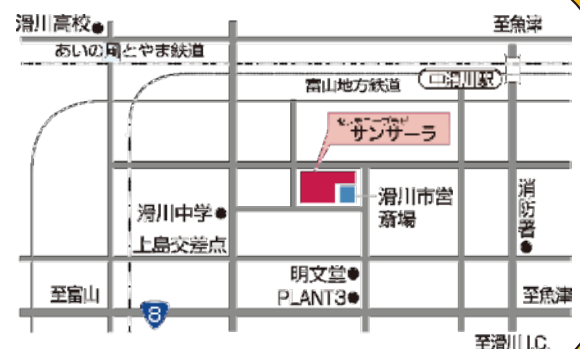 滑川高校
至魚津
あいの風とやま鉄道
富山地方鉄道
中滑川駅
サンサーラ
滑川市営
斎場
滑川中学
消防署
上島交差点
明文堂
PLANT3
至富山
8
至魚津
至滑川 I.C.